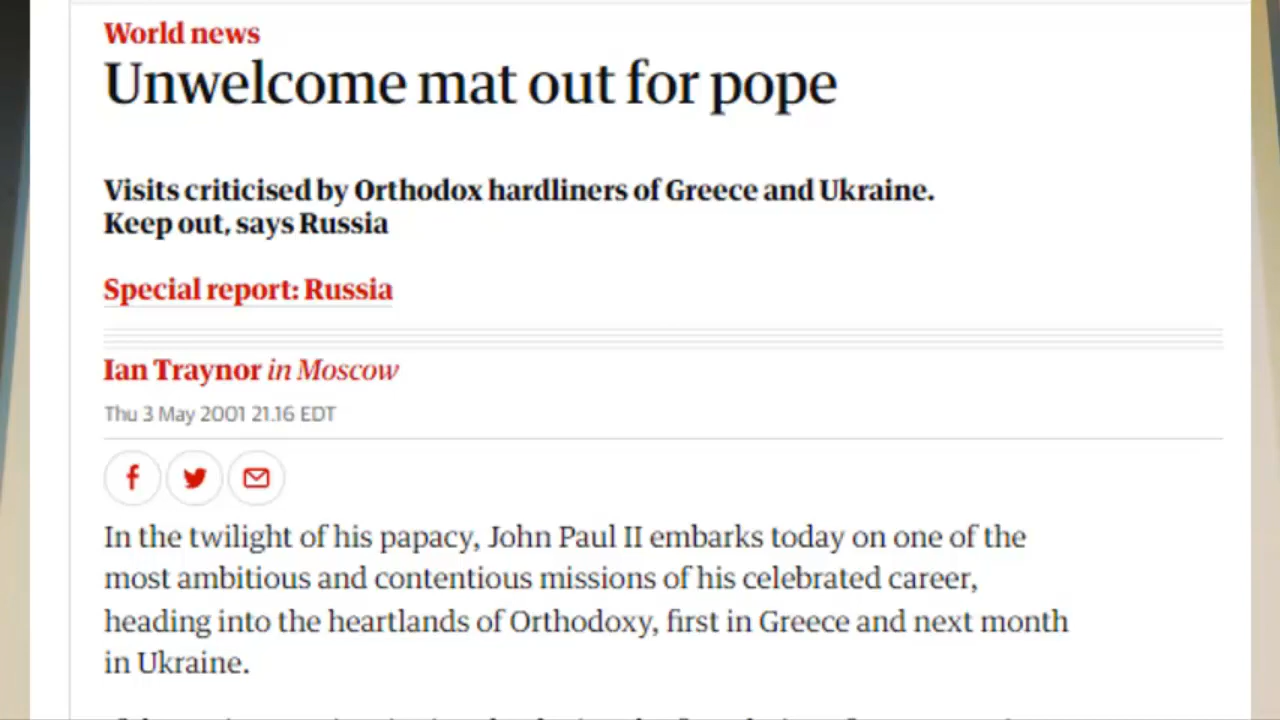 World news
Unwelcome mat out for pope
Visits criticised by Orthodox hardliners of Greece and Ukraine.
Keep out, says Russia
Special report: Russia
Ian Traynor in Moscow
Thu 3 May 2001 21.16 EDT
In the twilight of his papacy, John Paul II embarks today on one of the
most ambitious and contentious missions of his celebrated career,
heading into the heartlands of Orthodoxy, first in Greece and next month
in Ukraine.